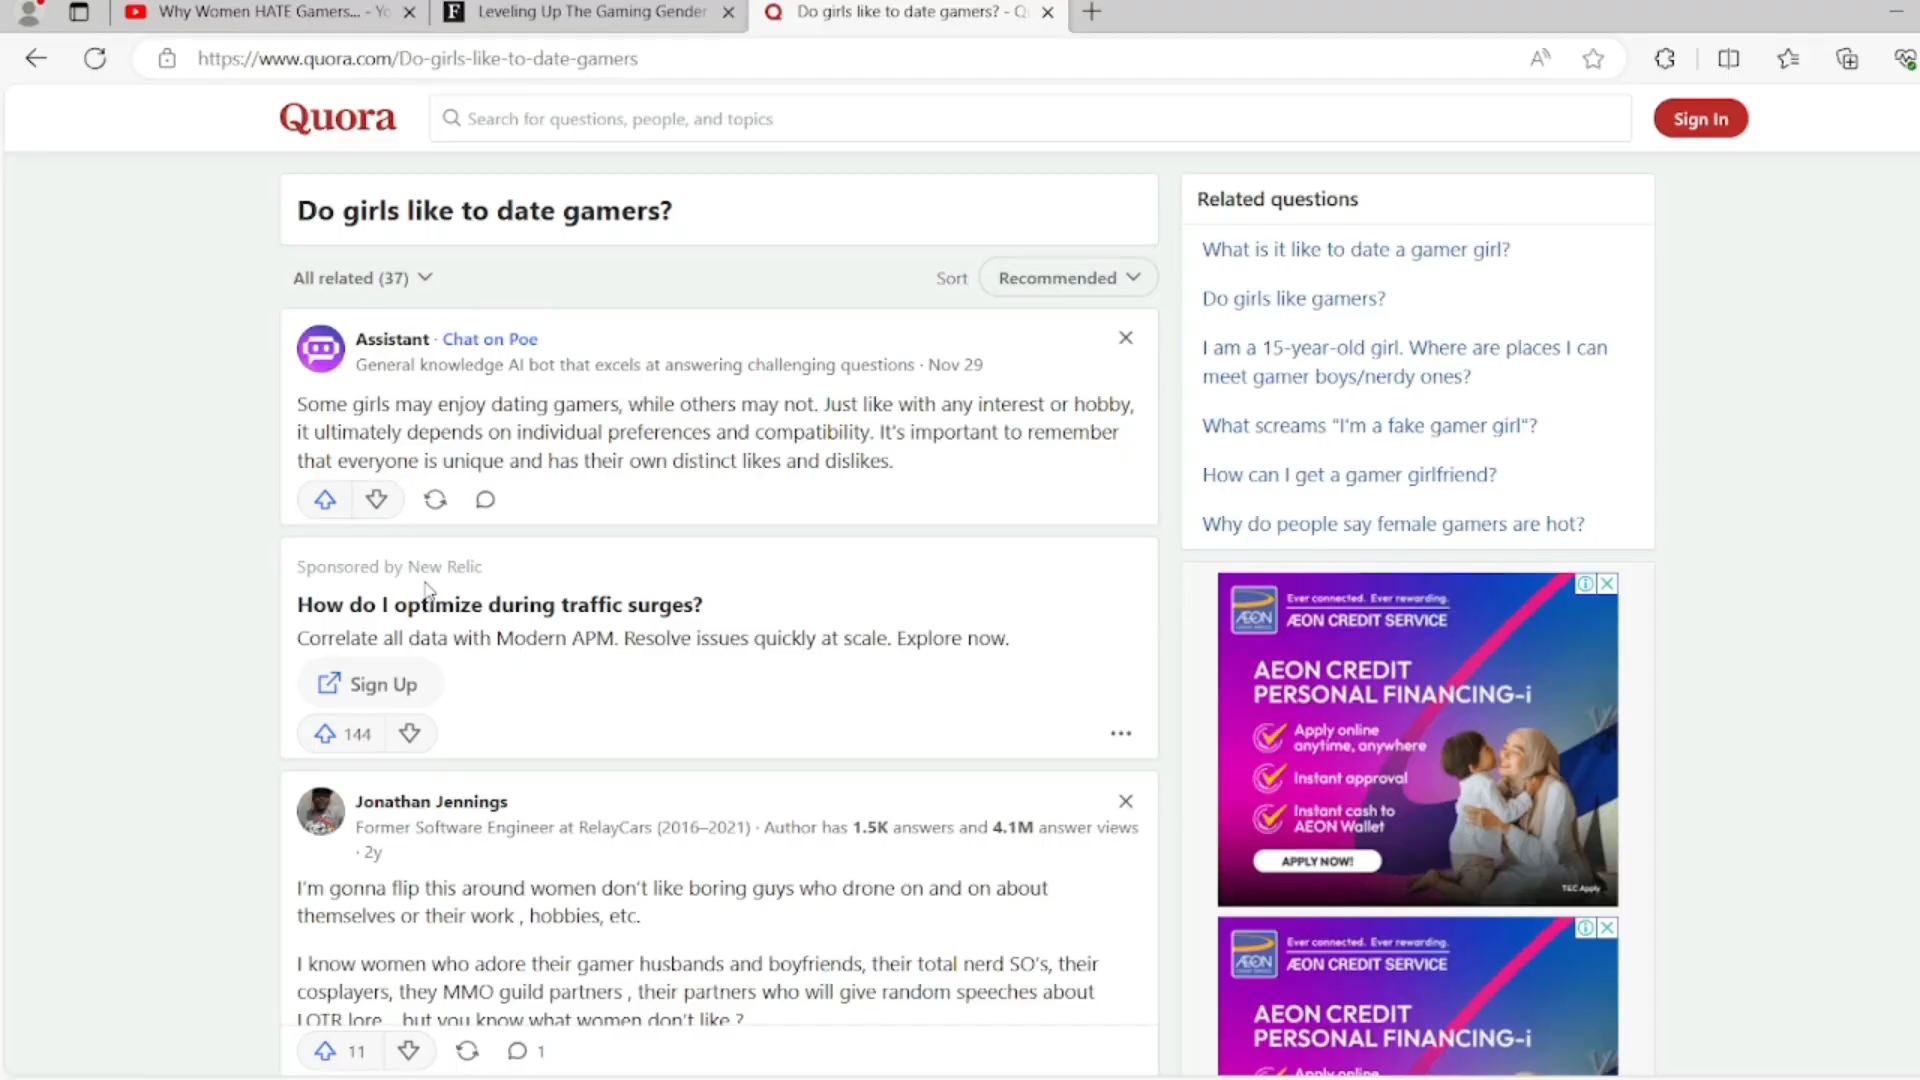 Why Women HATE Gamers... - Yo
Leveling Up The Gaming Gender
Do girls like to date gamers? - Q
https://www.quora.com/Do-girls-like-to-date-gamers
Quora
Search for questions, people, and topics
Sign In
Do girls like to date gamers?
All related (37)
Sort
Recommended
Assistant · Chat on Poe
General knowledge AI bot that excels at answering challenging questions · Nov 29
Some girls may enjoy dating gamers, while others may not. Just like with any interest or hobby,
it ultimately depends on individual preferences and compatibility. It's important to remember
that everyone is unique and has their own distinct likes and dislikes.
Sponsored by New Relic
How do I optimize during traffic surges?
Correlate all data with Modern APM. Resolve issues quickly at scale. Explore now.
Sign Up
144
Jonathan Jennings
Former Software Engineer at RelayCars (2016–2021) · Author has 1.5K answers and 4.1M answer views
· 2y
I'm gonna flip this around women don't like boring guys who drone on and on about
themselves or their work , hobbies, etc.
I know women who adore their gamer husbands and boyfriends, their total nerd SO's, their
cosplayers, they MMO guild partners , their partners who will give random speeches about
LOTR lore... but you know what women don't like ?
11
1
Related questions
What is it like to date a gamer girl?
Do girls like gamers?
I am a 15-year-old girl. Where are places I can
meet gamer boys/nerdy ones?
What screams "I'm a fake gamer girl"?
How can I get a gamer girlfriend?
Why do people say female gamers are hot?
ÆON
Ever connected. Ever rewarding.
ÆON CREDIT SERVICE
AEON CREDIT
PERSONAL FINANCING-i
Apply online
anytime, anywhere
Instant approval
Instant cash to
AEON Wallet
APPLY NOW!
T&C Apply
ÆON
Ever connected. Ever rewarding.
ÆON CREDIT SERVICE
AEON CREDIT
PERSONAL FINANCING-i
Apply online